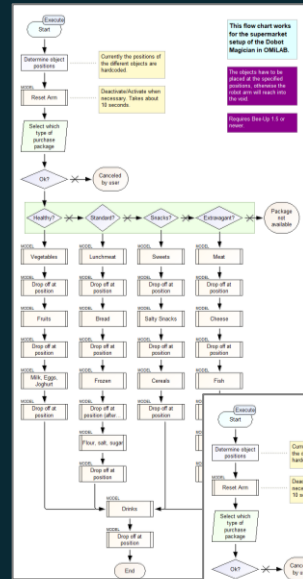 Execute
Start
Determine object
positions
Currently the positions of
the different objects are
hardcoded.
MODEL
Reset Arm
Deactivate/Activate when
necessary. Takes about
10 seconds.
Select which
type of
purchase
package
Ok?
Canceled
by user
This flow chart works
for the supermarket
setup of the Dobot
Magician in OMiLAB.
The objects have to be
placed at the specified
positions, otherwise the
robot arm will reach into
the void
Requires Bee-Up 1.5 or
newer.
Healthy?
Standard?
Snacks?
Extravagant?
Package
not
available
MODEL
Vegetables
MODEL
Lunchmeat
MODEL
Sweets
MODEL
Meat
MODEL
Drop off at
position
MODEL
Drop off at
position
MODEL
Drop off at
position
MODEL
Drop off at
position
MODEL
Fruits
MODEL
Bread
MODEL
Salty Snacks
MODEL
Cheese
MODEL
Drop off at
position
MODEL
Drop off at
position
MODEL
Drop off at
position
MODEL
Drop off at
position
MODEL
Milk, Eggs,
Joghurt
MODEL
Frozen
MODEL
Cereals
MODEL
Fish
MODEL
Drop off at
position
MODEL
Drop off at
position (after
MODEL
Drop off at
position
MODEL
Flour, salt, sugar
MODEL
Drop off at
position
MODEL
Drinks
MODEL
Drop off at
position
End
Execute
Start
Determine object
positions
MODEL
Reset Arm
Select which
type of
purchase
package
Ok?